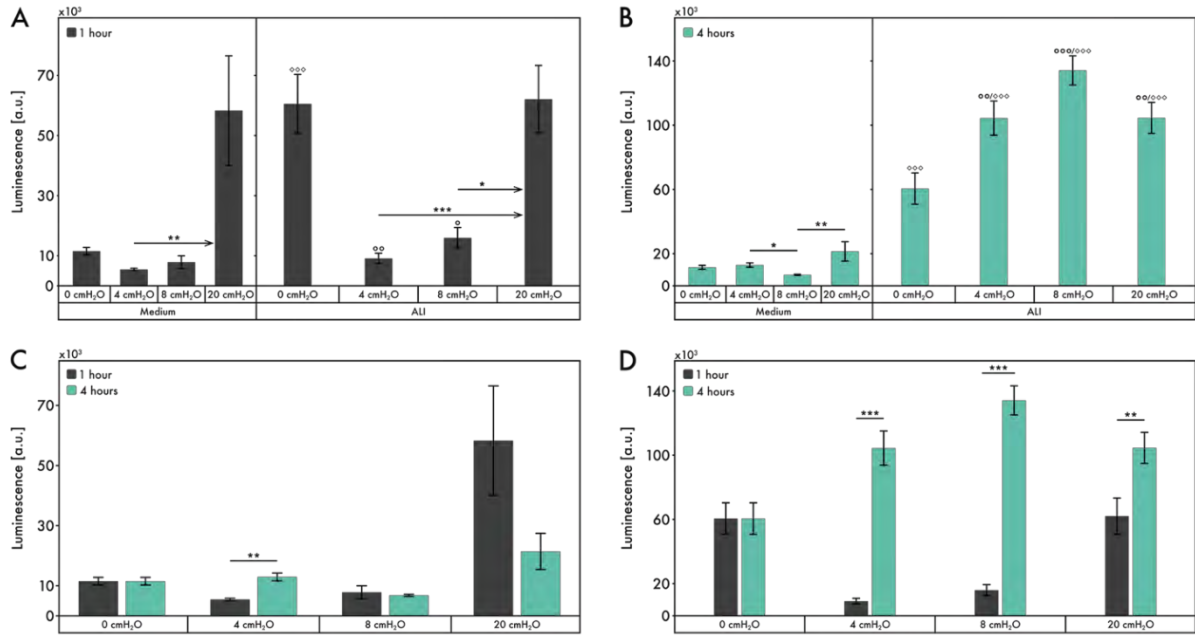 A
×10³
1 hour
Luminescence [a.u.]
70
50
30
10
0
**
◇◇◇
○○
○
***
*
0 cmH₂O 4 cmH₂O 8 cmH₂O 20 cmH₂O 0 cmH₂O 4 cmH₂O 8 cmH₂O 20 cmH₂O
Medium ALI
B
×10³
4 hours
Luminescence [a.u.]
140
100
60
20
0
*
**
◇◇◇
○○/◇◇◇
○○○/◇◇◇
○○/◇◇◇
0 cmH₂O 4 cmH₂O 8 cmH₂O 20 cmH₂O 0 cmH₂O 4 cmH₂O 8 cmH₂O 20 cmH₂O
Medium ALI
C
×10³
1 hour
4 hours
Luminescence [a.u.]
70
50
30
10
0
**
0 cmH₂O 4 cmH₂O 8 cmH₂O 20 cmH₂O
D
×10³
1 hour
4 hours
Luminescence [a.u.]
140
100
60
20
0
***
***
**
0 cmH₂O 4 cmH₂O 8 cmH₂O 20 cmH₂O